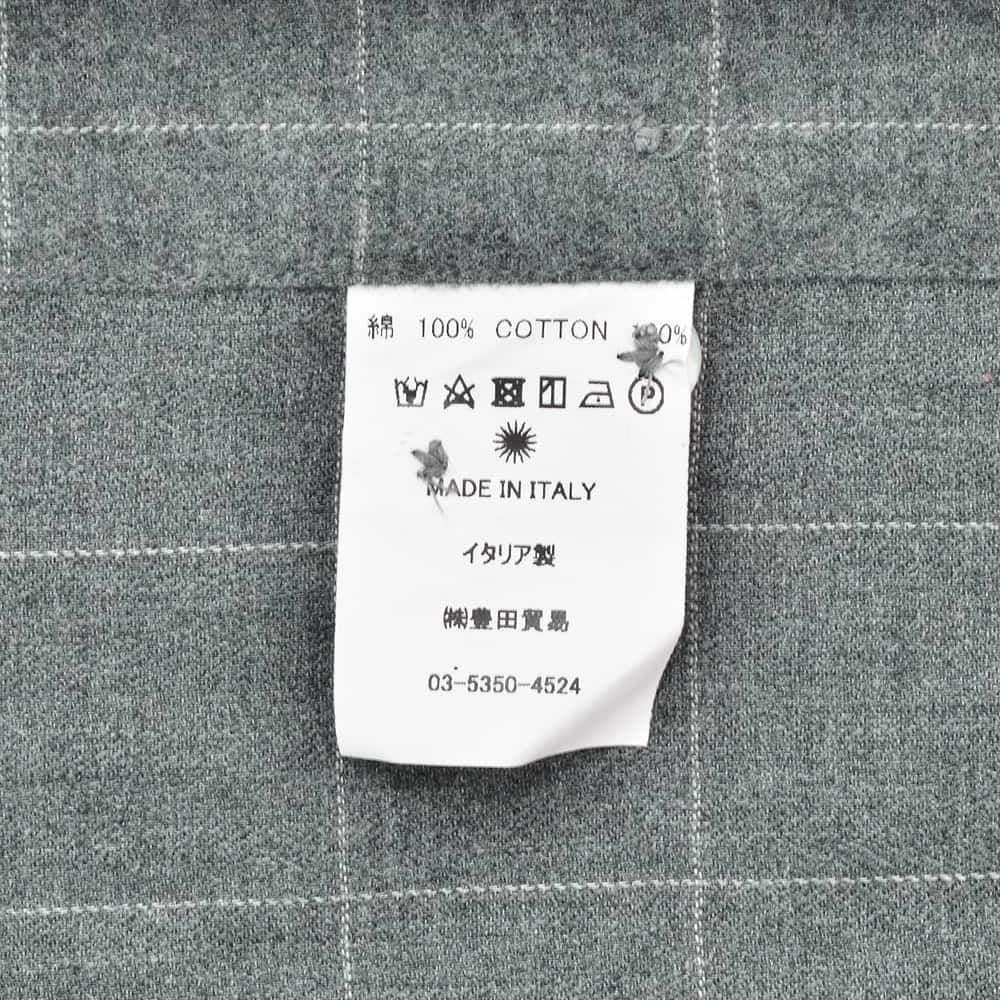 綿 100% COTTON 100%
P
MADE IN ITALY
イタリア製
㈱豊田貿易
03-5350-4524